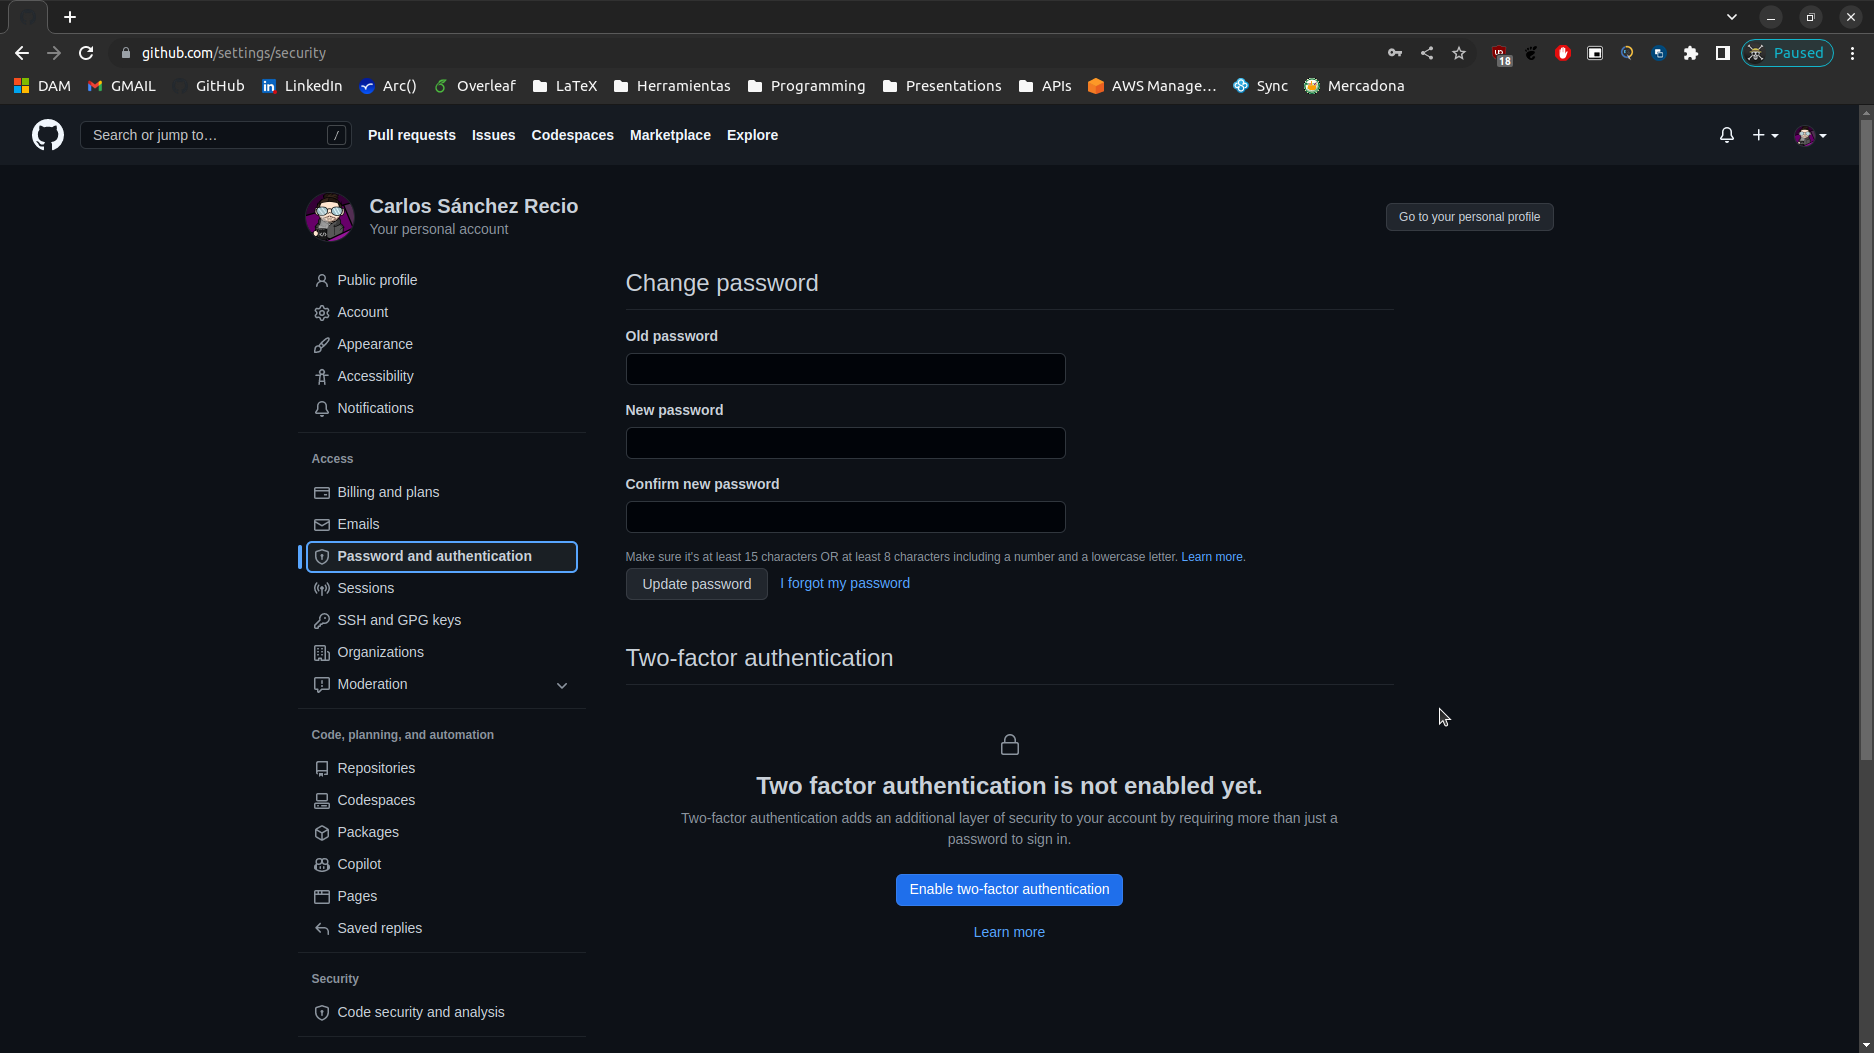 github.com/settings/security
18
Paused
DAM
GMAIL
GitHub
LinkedIn
Arc()
Overleaf
LaTeX
Herramientas
Programming
Presentations
APIs
AWS Manage…
Sync
Mercadona
Search or jump to…
/
Pull requests
Issues
Codespaces
Marketplace
Explore
Carlos Sánchez Recio
Your personal account
Go to your personal profile
Public profile
Account
Appearance
Accessibility
Notifications
Access
Billing and plans
Emails
Password and authentication
Sessions
SSH and GPG keys
Organizations
Moderation
Code, planning, and automation
Repositories
Codespaces
Packages
Copilot
Pages
Saved replies
Security
Code security and analysis
Change password
Old password
New password
Confirm new password
Make sure it's at least 15 characters OR at least 8 characters including a number and a lowercase letter. Learn more.
Update password
I forgot my password
Two-factor authentication
Two factor authentication is not enabled yet.
Two-factor authentication adds an additional layer of security to your account by requiring more than just a
password to sign in.
Enable two-factor authentication
Learn more